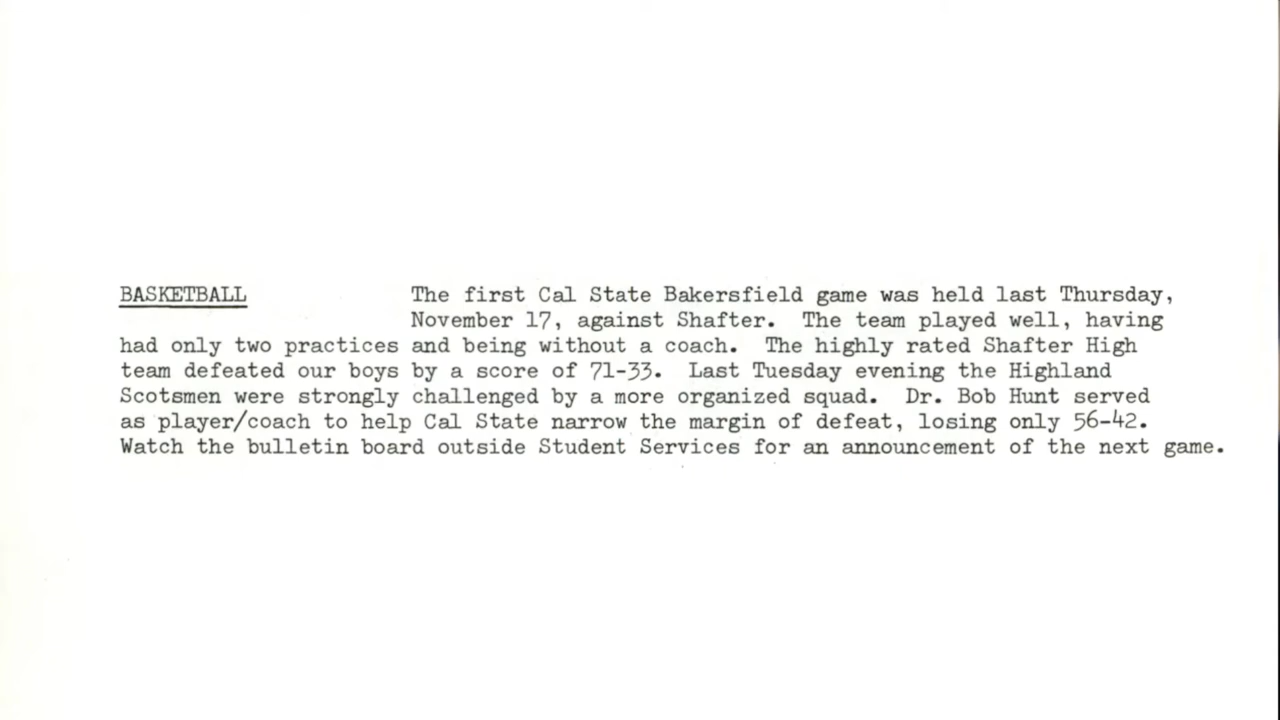 BASKETBALL The first Cal State Bakersfield game was held last Thursday,
November 17, against Shafter. The team played well, having
had only two practices and being without a coach. The highly rated Shafter High
team defeated our boys by a score of 71-33. Last Tuesday evening the Highland
Scotsmen were strongly challenged by a more organized squad. Dr. Bob Hunt served
as player/coach to help Cal State narrow the margin of defeat, losing only 56-42.
Watch the bulletin board outside Student Services for an announcement of the next game.